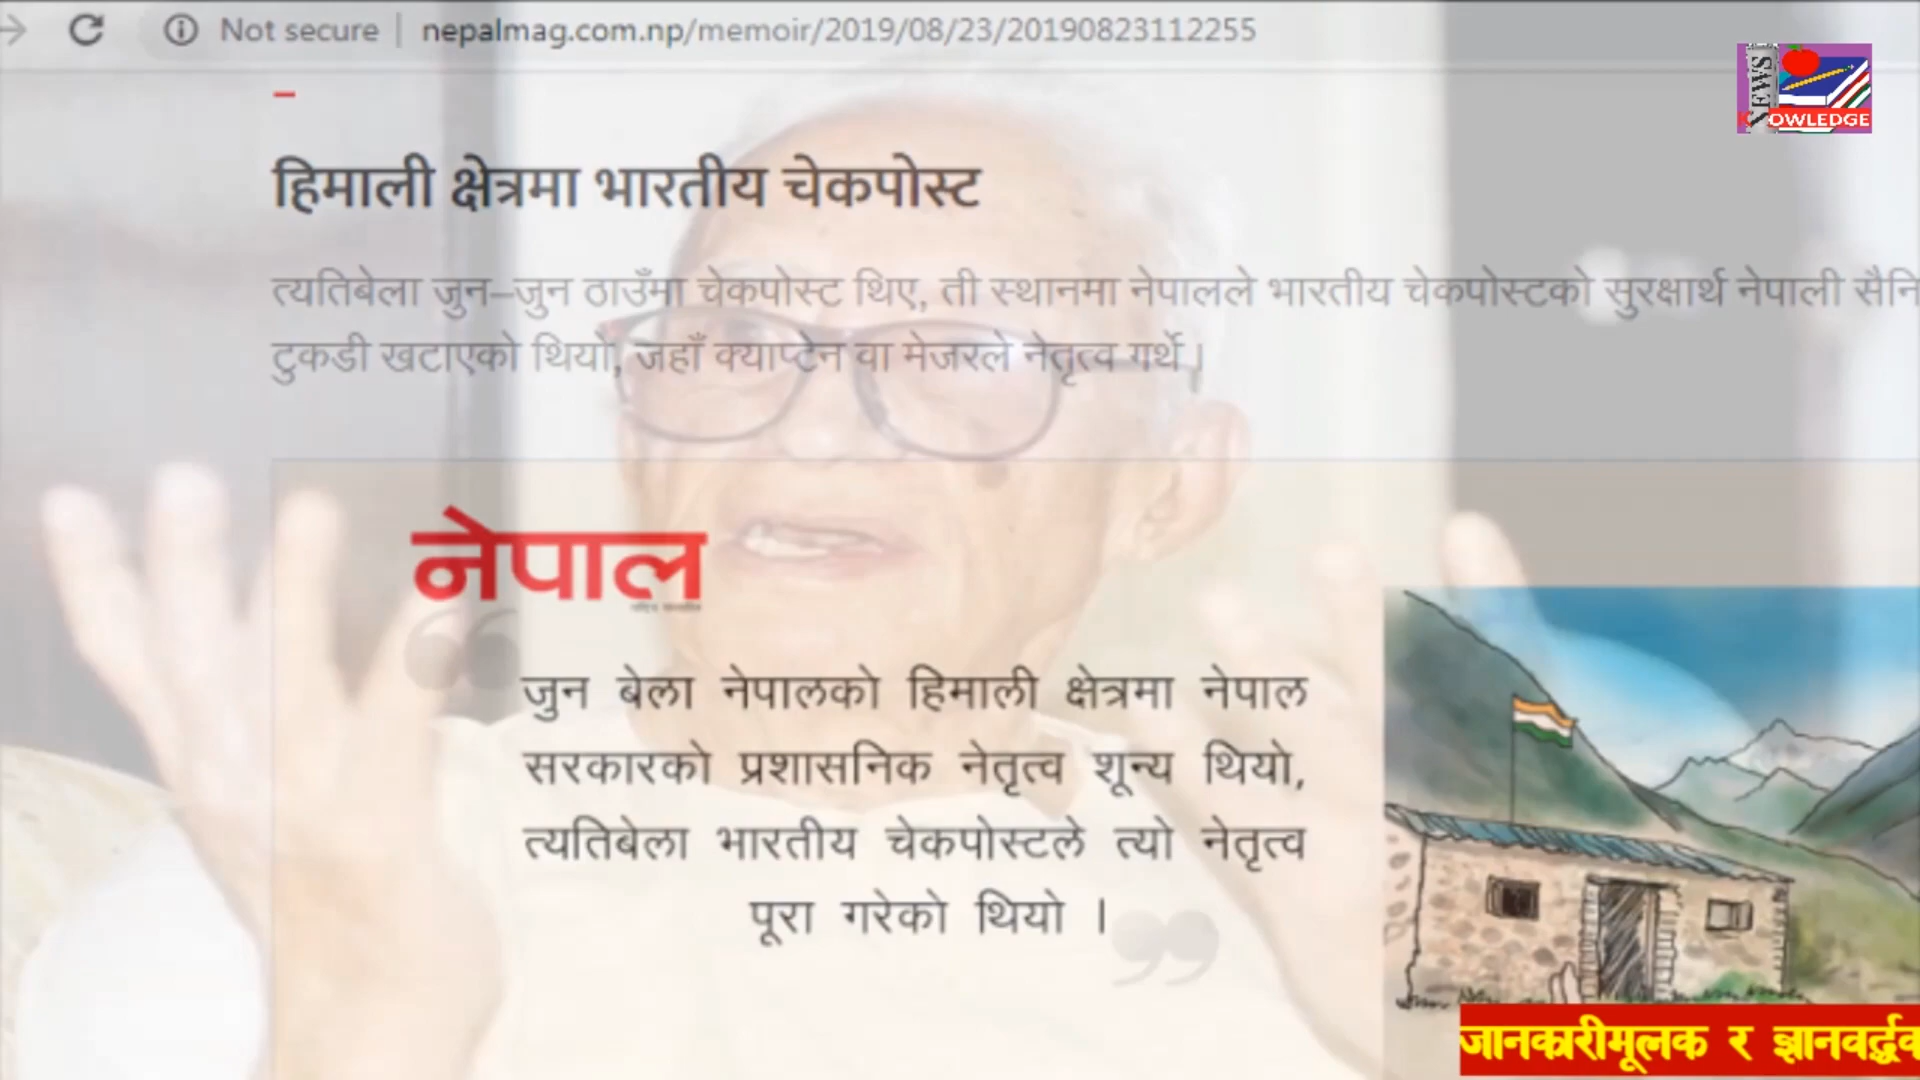 Not secure | nepalmag.com.np/memoir/2019/08/23/20190823112255
NEWS
KNOWLEDGE
हिमाली क्षेत्रमा भारतीय चेकपोस्ट
त्यतिबेला जुन–जुन ठाउँमा चेकपोस्ट थिए, ती स्थानमा नेपालले भारतीय चेकपोस्टको सुरक्षार्थ नेपाली सैनि
टुकडी खटाएको थियो, जहाँ क्याप्टेन वा मेजरले नेतृत्व गर्थे।
नेपाल
“
जुन बेला नेपालको हिमाली क्षेत्रमा नेपाल
सरकारको प्रशासनिक नेतृत्व शून्य थियो,
त्यतिबेला भारतीय चेकपोस्टले त्यो नेतृत्व
पूरा गरेको थियो ।
”
जानकारीमूलक र ज्ञानवर्द्धक